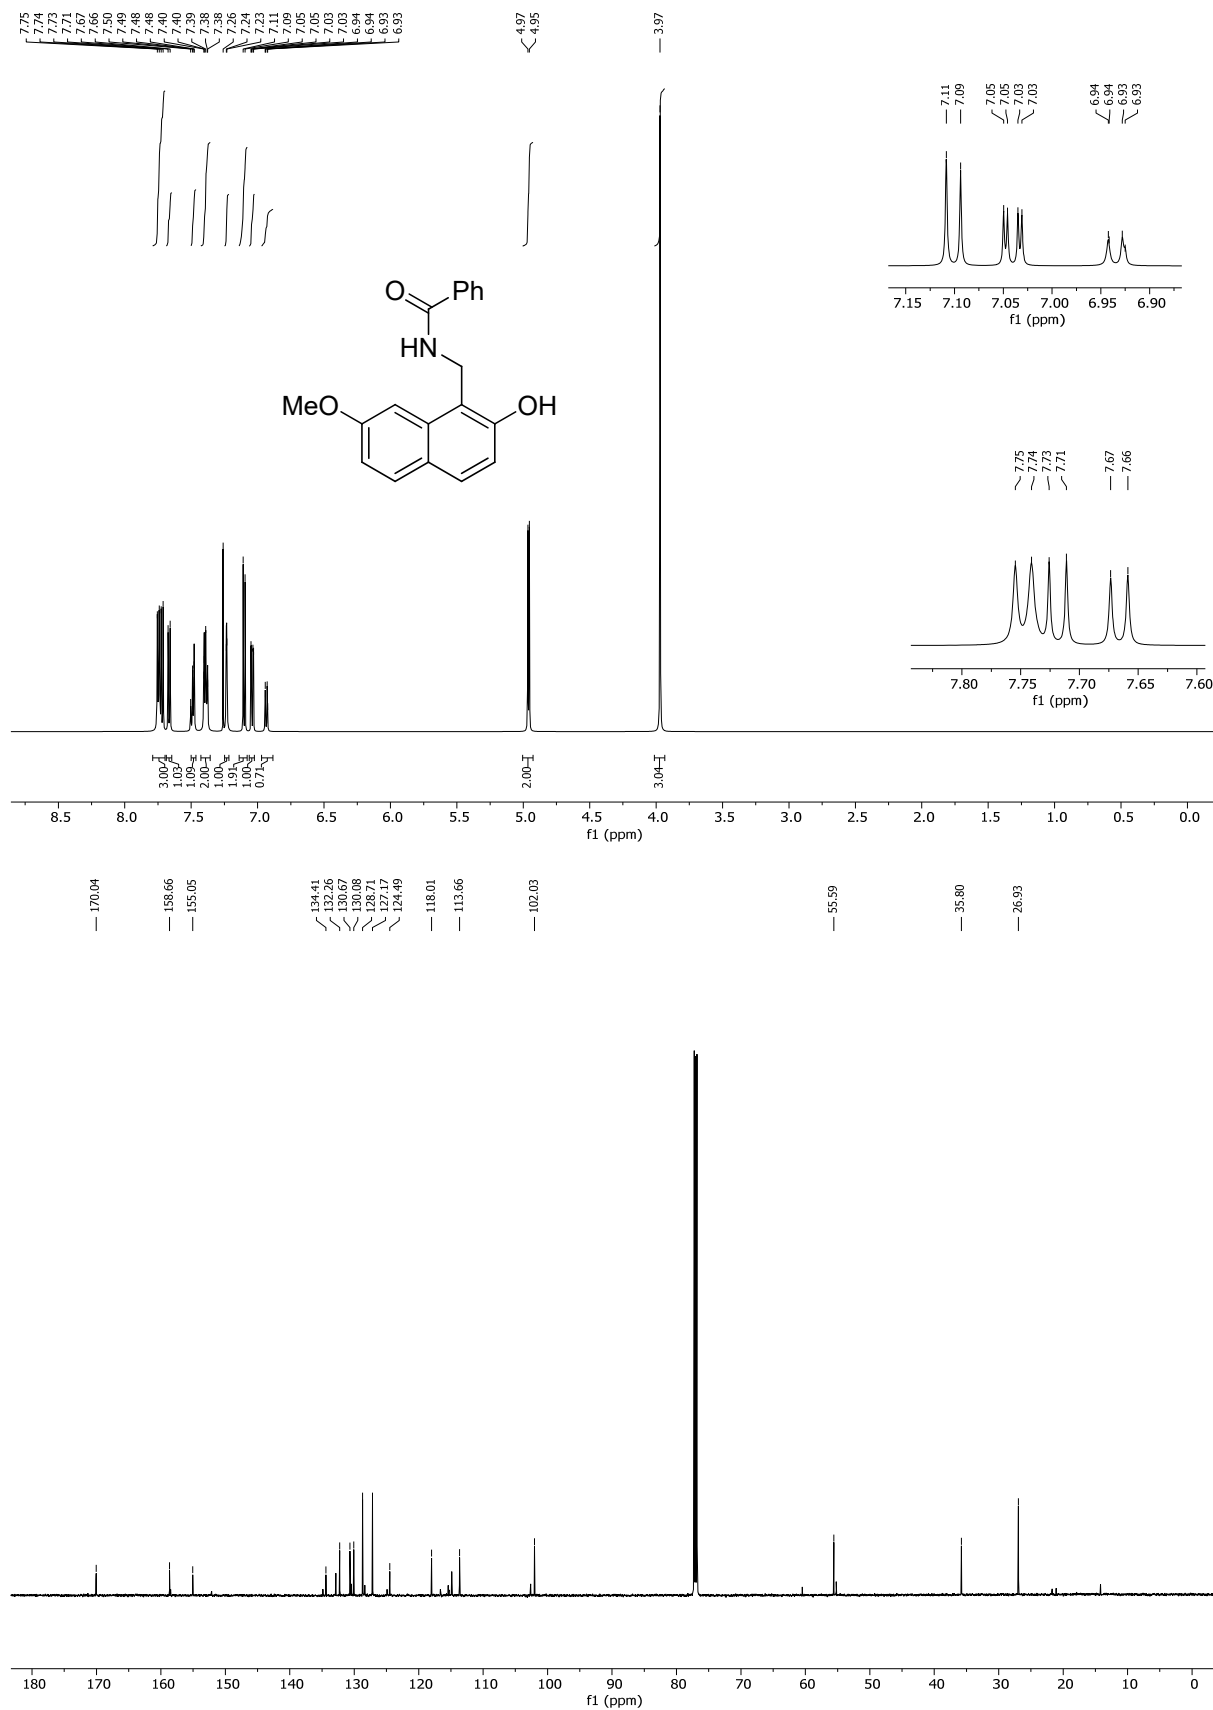 7.75 7.74 7.73 7.71 7.67 7.66 7.50 7.49 7.48 7.48 7.40 7.40 7.39 7.38 7.38 7.26 7.24 7.23 7.11 7.09 7.05 7.05 7.03 7.03 6.94 6.94 6.93 6.93 4.97 4.95 3.97
7.11 7.09 7.05 7.05 7.03 7.03 6.94 6.94 6.93 6.93
7.15 7.10 7.05 7.00 6.95 6.90
f1 (ppm)
O Ph
HN
MeO OH
7.75 7.74 7.73 7.71 7.67 7.66
7.80 7.75 7.70 7.65 7.60
f1 (ppm)
3.00 1.03 1.09 2.00 1.00 1.91 1.00 0.71 2.00 3.04
8.5 8.0 7.5 7.0 6.5 6.0 5.5 5.0 4.5 4.0 3.5 3.0 2.5 2.0 1.5 1.0 0.5 0.0
f1 (ppm)
170.04 158.66 155.05 134.41 132.26 130.67 130.08 128.71 127.17 124.49 118.01 113.66 102.03 55.59 35.80 26.93
180 170 160 150 140 130 120 110 100 90 80 70 60 50 40 30 20 10 0
f1 (ppm)